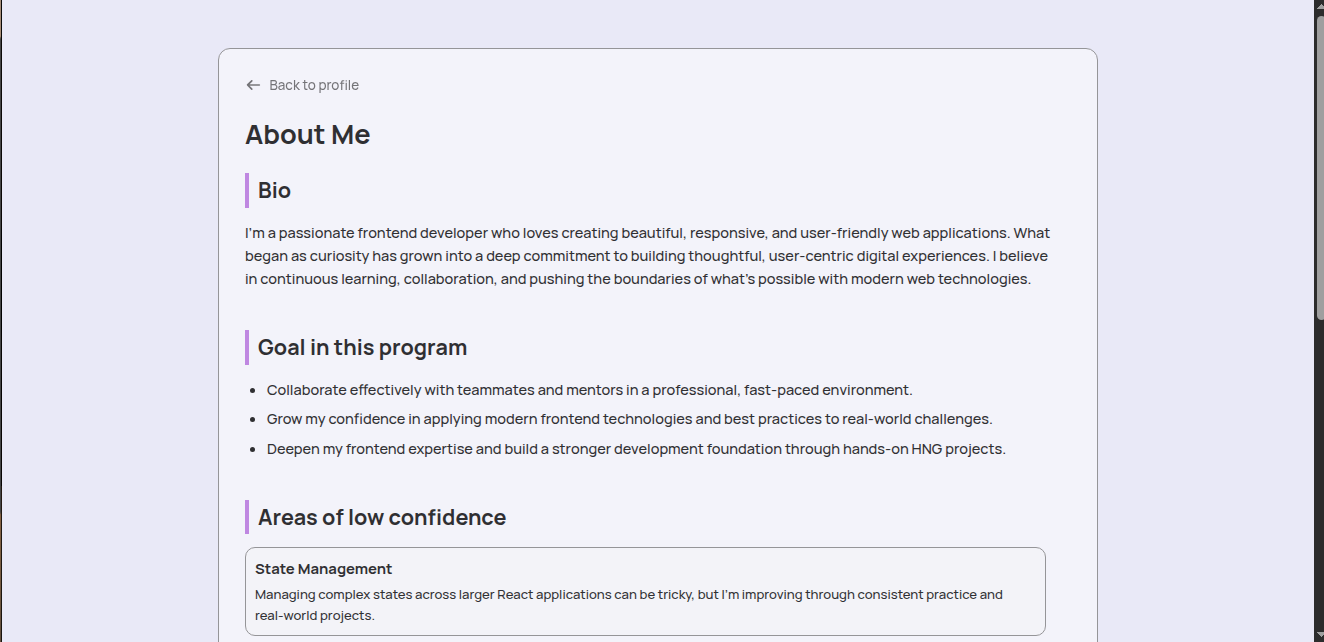 Back to profile
About Me
Bio
I'm a passionate frontend developer who loves creating beautiful, responsive, and user-friendly web applications. What
began as curiosity has grown into a deep commitment to building thoughtful, user-centric digital experiences. I believe
in continuous learning, collaboration, and pushing the boundaries of what's possible with modern web technologies.
Goal in this program
Collaborate effectively with teammates and mentors in a professional, fast-paced environment.
Grow my confidence in applying modern frontend technologies and best practices to real-world challenges.
Deepen my frontend expertise and build a stronger development foundation through hands-on HNG projects.
Areas of low confidence
State Management
Managing complex states across larger React applications can be tricky, but I'm improving through consistent practice and
real-world projects.